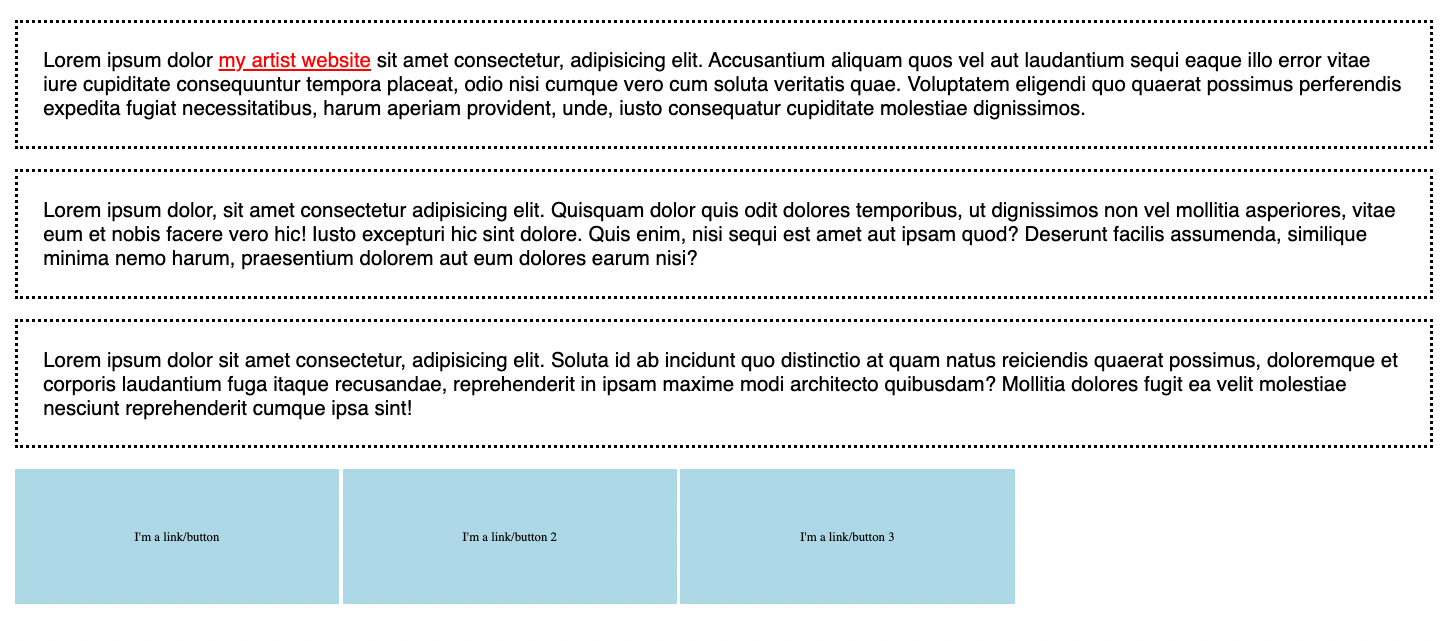 Lorem ipsum dolor my artist website sit amet consectetur, adipisicing elit. Accusantium aliquam quos vel aut laudantium sequi eaque illo error vitae
iure cupiditate consequuntur tempora placeat, odio nisi cumque vero cum soluta veritatis quae. Voluptatem eligendi quo quaerat possimus perferendis
expedita fugiat necessitatibus, harum aperiam provident, unde, iusto consequatur cupiditate molestiae dignissimos.
Lorem ipsum dolor, sit amet consectetur adipisicing elit. Quisquam dolor quis odit dolores temporibus, ut dignissimos non vel mollitia asperiores, vitae
eum et nobis facere vero hic! Iusto excepturi hic sint dolore. Quis enim, nisi sequi est amet aut ipsam quod? Deserunt facilis assumenda, similique
minima nemo harum, praesentium dolorem aut eum dolores earum nisi?
Lorem ipsum dolor sit amet consectetur, adipisicing elit. Soluta id ab incidunt quo distinctio at quam natus reiciendis quaerat possimus, doloremque et
corporis laudantium fuga itaque recusandae, reprehenderit in ipsam maxime modi architecto quibusdam? Mollitia dolores fugit ea velit molestiae
nesciunt reprehenderit cumque ipsa sint!
I'm a link/button
I'm a link/button 2
I'm a link/button 3